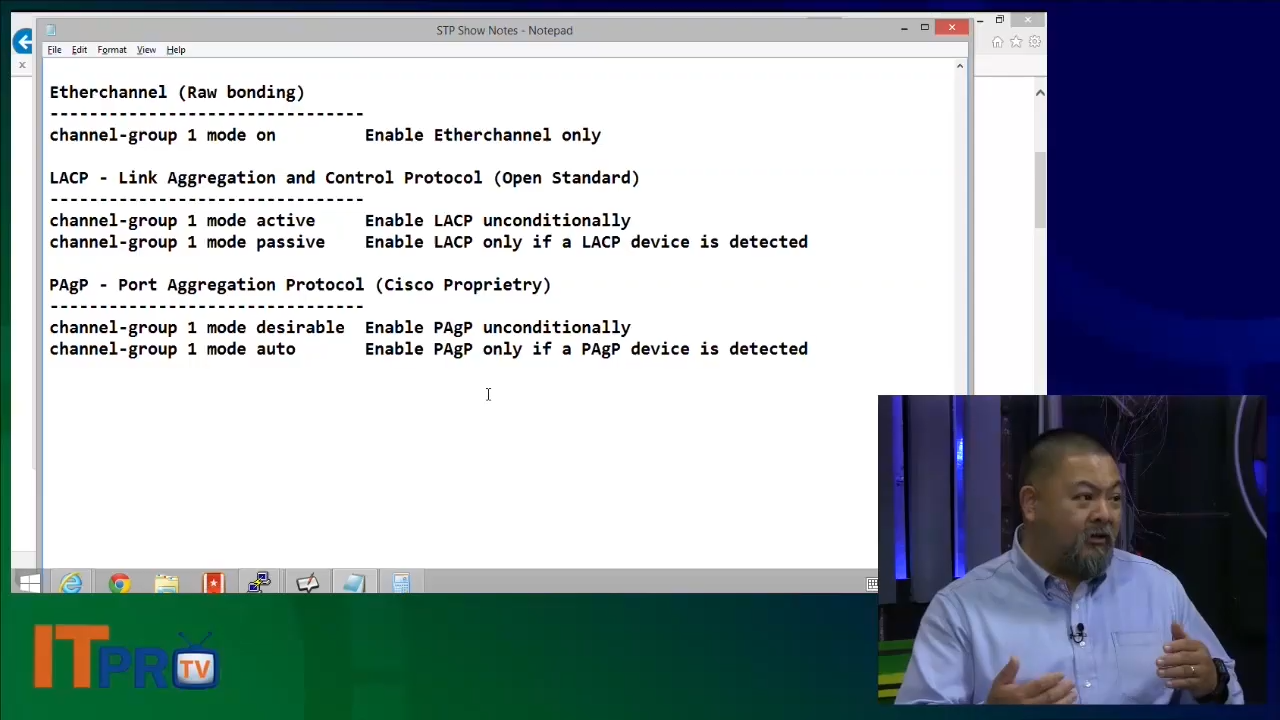 STP Show Notes - Notepad
File Edit Format View Help
Etherchannel (Raw bonding)
--------------------------------
channel-group 1 mode on Enable Etherchannel only
LACP - Link Aggregation and Control Protocol (Open Standard)
--------------------------------
channel-group 1 mode active Enable LACP unconditionally
channel-group 1 mode passive Enable LACP only if a LACP device is detected
PAgP - Port Aggregation Protocol (Cisco Proprietry)
--------------------------------
channel-group 1 mode desirable Enable PAgP unconditionally
channel-group 1 mode auto Enable PAgP only if a PAgP device is detected
ITPRO TV